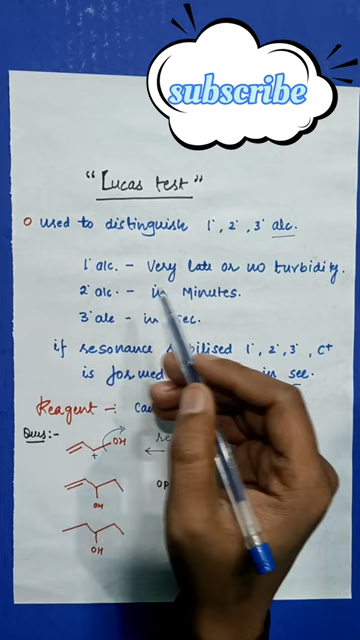 subscribe
"Lucas test"
o used to distinguish 1°, 2°, 3° alc.
1° alc. - Very late or no turbidity.
2° alc. - in Minutes.
3° alc - in Sec.
if resonance stabilised 1°, 2°, 3°, C+
is formed in sec.
Reagent -:
Ques:-
OH
+
OH
OH